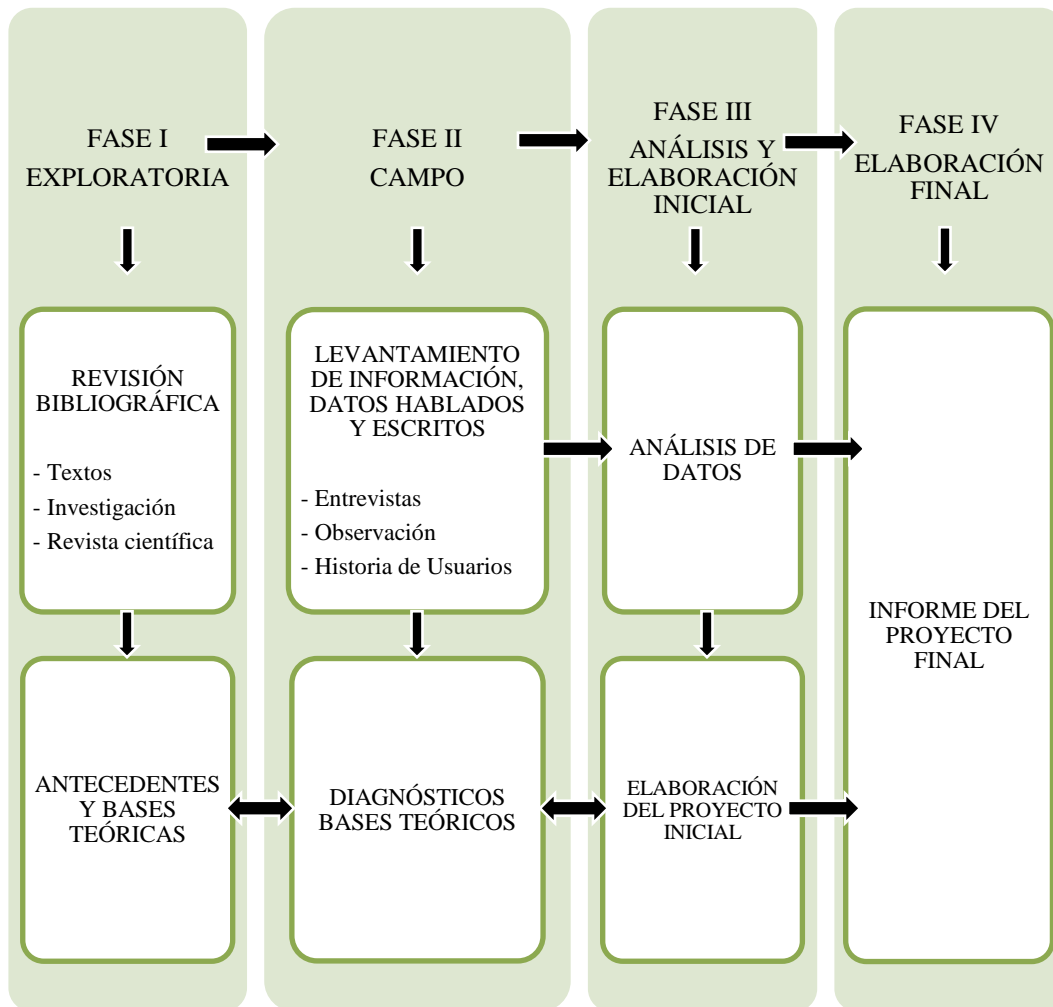 FASE I
EXPLORATORIA
FASE II
CAMPO
FASE III
ANÁLISIS Y
ELABORACIÓN
INICIAL
FASE IV
ELABORACIÓN
FINAL
REVISIÓN
BIBLIOGRÁFICA
- Textos
- Investigación
- Revista científica
LEVANTAMIENTO
DE INFORMACIÓN,
DATOS HABLADOS
Y ESCRITOS
- Entrevistas
- Observación
- Historia de Usuarios
ANÁLISIS DE
DATOS
INFORME DEL
PROYECTO
FINAL
ANTECEDENTES
Y BASES
TEÓRICAS
DIAGNÓSTICOS
BASES TEÓRICOS
ELABORACIÓN
DEL PROYECTO
INICIAL